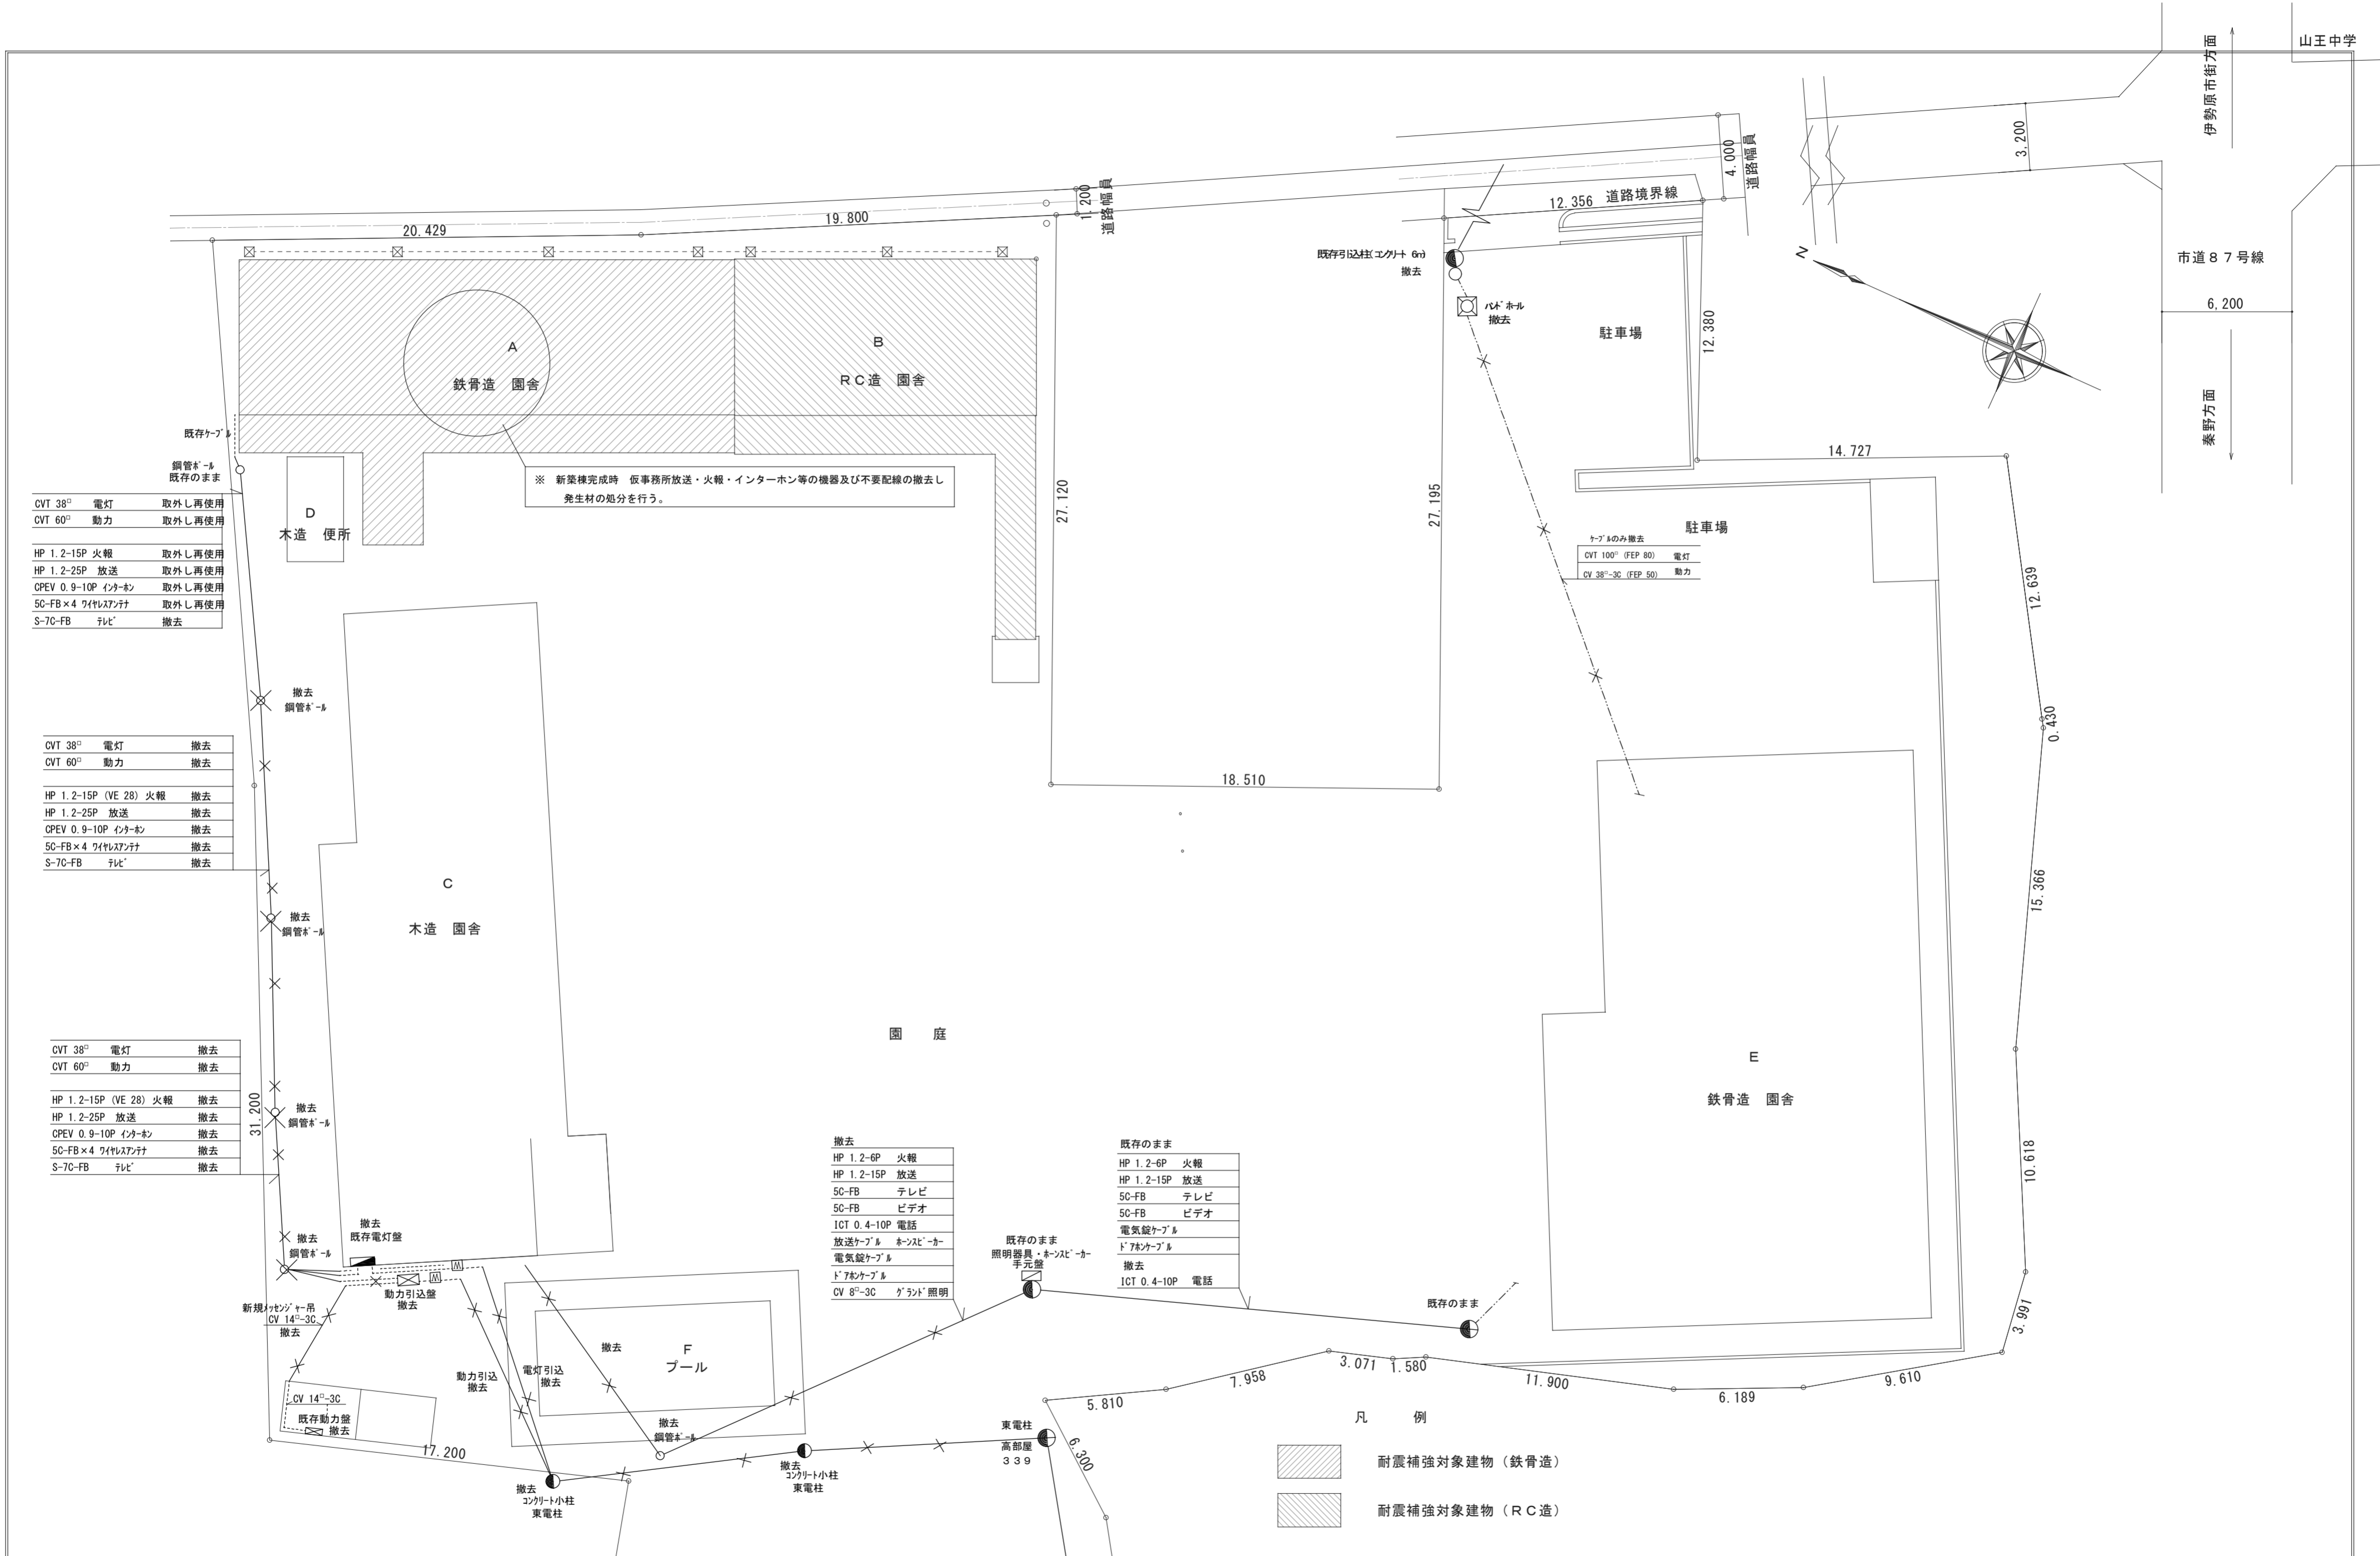 山王中学
伊勢原市街方面
3,200
4.000
道路幅員
市道８７号線
6,200
秦野方面
N
20.429
19.800
1.200
道路幅員
12.356 道路境界線
既存引込柱(ｺﾝｸﾘｰﾄ 6m)
撤去
ﾊﾝﾄﾞﾎｰﾙ
撤去
駐車場
12.380
Ａ
鉄骨造　園舎
Ｂ
ＲＣ造　園舎
既存ｹｰﾌﾞﾙ
鋼管ﾎﾟｰﾙ
既存のまま
※　新築棟完成時　仮事務所放送・火報・インターホン等の機器及び不要配線の撤去し
発生材の処分を行う。
Ｄ
木造　便所
CVT 38□ 電灯 取外し再使用
CVT 60□ 動力 取外し再使用
HP 1.2-15P 火報 取外し再使用
HP 1.2-25P 放送 取外し再使用
CPEV 0.9-10P ｲﾝﾀｰﾎﾝ 取外し再使用
5C-FB×4 ﾜｲﾔﾚｽｱﾝﾃﾅ 取外し再使用
S-7C-FB ﾃﾚﾋﾞ 撤去
27.120
27.195
18.510
14.727
駐車場
ｹｰﾌﾞﾙのみ撤去
CVT 100□ (FEP 80) 電灯
CV 38□-3C (FEP 50) 動力
12.639
0.430
15.366
10.618
3.991
撤去
鋼管ﾎﾟｰﾙ
CVT 38□ 電灯 撤去
CVT 60□ 動力 撤去
HP 1.2-15P (VE 28) 火報 撤去
HP 1.2-25P 放送 撤去
CPEV 0.9-10P ｲﾝﾀｰﾎﾝ 撤去
5C-FB×4 ﾜｲﾔﾚｽｱﾝﾃﾅ 撤去
S-7C-FB ﾃﾚﾋﾞ 撤去
撤去
鋼管ﾎﾟｰﾙ
Ｃ
木造　園舎
園　庭
Ｅ
鉄骨造　園舎
CVT 38□ 電灯 撤去
CVT 60□ 動力 撤去
HP 1.2-15P (VE 28) 火報 撤去
HP 1.2-25P 放送 撤去
CPEV 0.9-10P ｲﾝﾀｰﾎﾝ 撤去
5C-FB×4 ﾜｲﾔﾚｽｱﾝﾃﾅ 撤去
S-7C-FB ﾃﾚﾋﾞ 撤去
31.200
撤去
鋼管ﾎﾟｰﾙ
撤去
鋼管ﾎﾟｰﾙ
撤去
既存電灯盤
動力引込盤
撤去
M
M
新規ﾒｯｾﾝｼﾞｬｰ吊
CV 14□-3C
撤去
CV 14□-3C
既存動力盤
撤去
17.200
動力引込
撤去
電灯引込
撤去
撤去
Ｆ
プール
撤去
鋼管ﾎﾟｰﾙ
撤去
ｺﾝｸﾘｰﾄ小柱
東電柱
撤去
ｺﾝｸﾘｰﾄ小柱
東電柱
撤去
HP 1.2-6P 火報
HP 1.2-15P 放送
5C-FB テレビ
5C-FB ビデオ
ICT 0.4-10P 電話
放送ｹｰﾌﾞﾙ ﾎｰﾝｽﾋﾟｰｶｰ
電気錠ｹｰﾌﾞﾙ
ﾄﾞｱﾎﾝｹｰﾌﾞﾙ
CV 8□-3C ｸﾞﾗﾝﾄﾞ照明
既存のまま
照明器具・ﾎｰﾝｽﾋﾟｰｶｰ
手元盤
既存のまま
HP 1.2-6P 火報
HP 1.2-15P 放送
5C-FB テレビ
5C-FB ビデオ
電気錠ｹｰﾌﾞﾙ
ﾄﾞｱﾎﾝｹｰﾌﾞﾙ
撤去
ICT 0.4-10P 電話
既存のまま
東電柱
高部屋
３３９
6.300
5.810
7.958
3.071
1.580
11.900
6.189
9.610
凡　例
耐震補強対象建物（鉄骨造）
耐震補強対象建物（ＲＣ造）